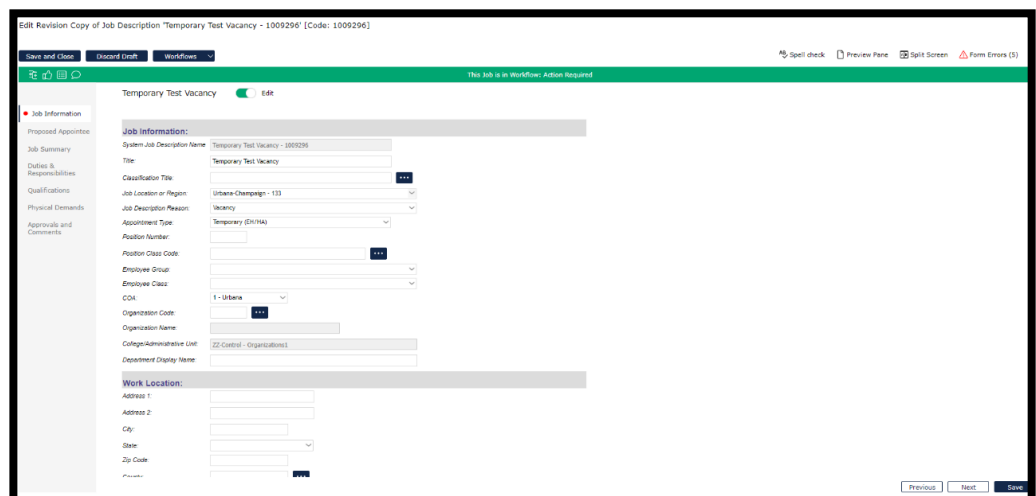 Edit Revision Copy of Job Description 'Temporary Test Vacancy - 1009296' [Code: 1009296]
Save and Close Discard Draft Workflows Spell check Preview Pane Split Screen Form Errors (5)
This Job is in Workflow: Action Required
Temporary Test Vacancy Edit
Job Information
Proposed Appointee
Job Summary
Duties &
Responsibilities
Qualifications
Physical Demands
Approvals and
Comments
Job Information:
System Job Description Name Temporary Test Vacancy - 1009296
Title: Temporary Test Vacancy
Classification Title:
Job Location or Region: Urbana-Champaign - 133
Job Description Reason: Vacancy
Appointment Type: Temporary (EH/HA)
Position Number:
Position Class Code:
Employee Group:
Employee Class:
COA: 1 - Urbana
Organization Code:
Organization Name:
College/Administrative Unit: ZZ-Control - Organizations1
Department Display Name:
Work Location:
Address 1:
Address 2:
City:
State:
Zip Code:
County
Previous Next Save